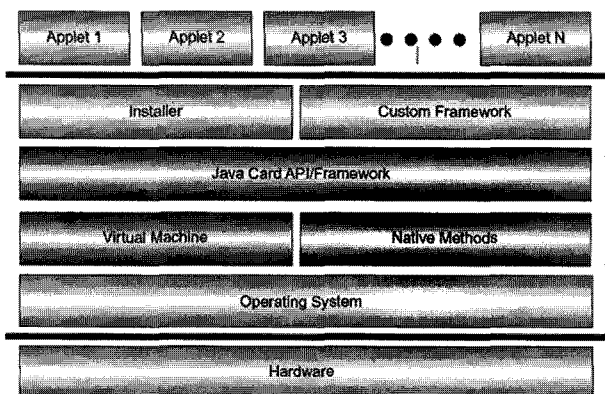 Applet 1 Applet 2 Applet 3 Applet N
Installer Custom Framework
Java Card API/Framework
Virtual Machine Native Methods
Operating System
Hardware